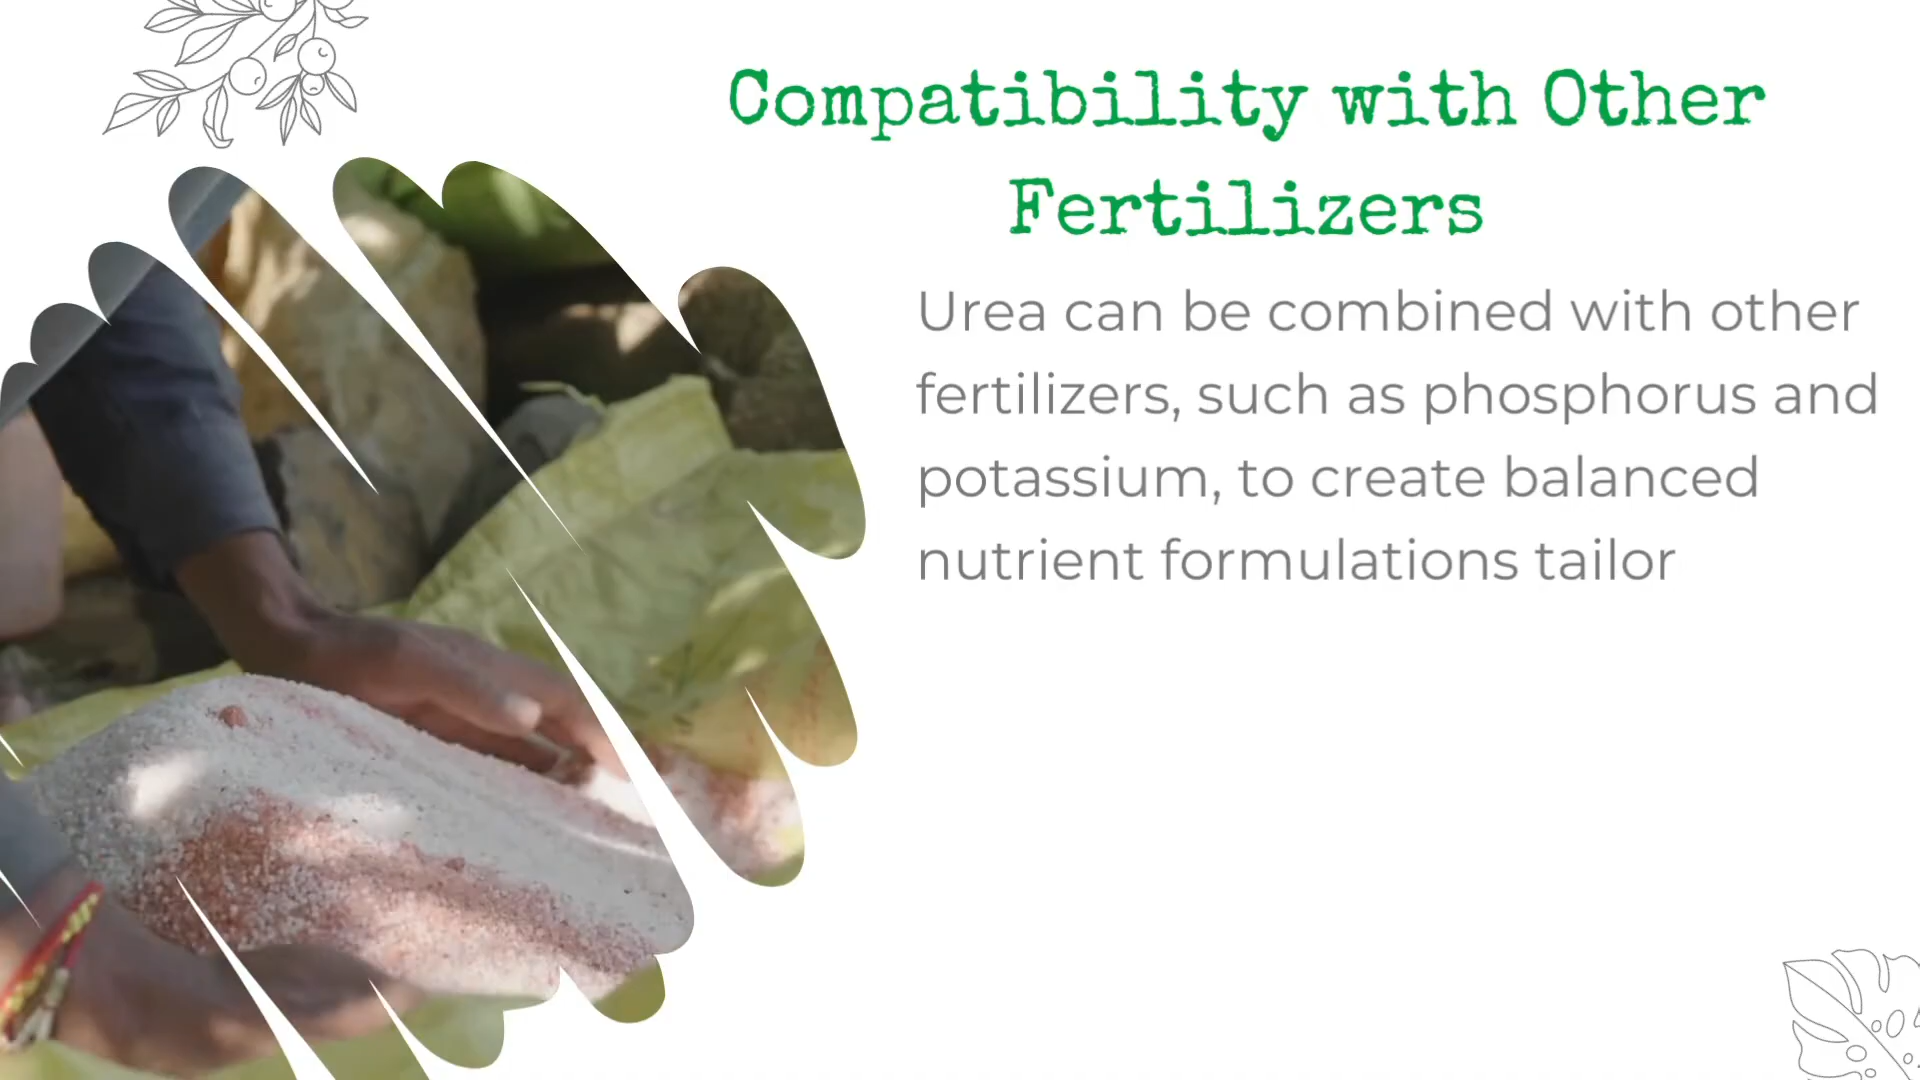 Compatibility with Other
Fertilizers
Urea can be combined with other
fertilizers, such as phosphorus and
potassium, to create balanced
nutrient formulations tailor